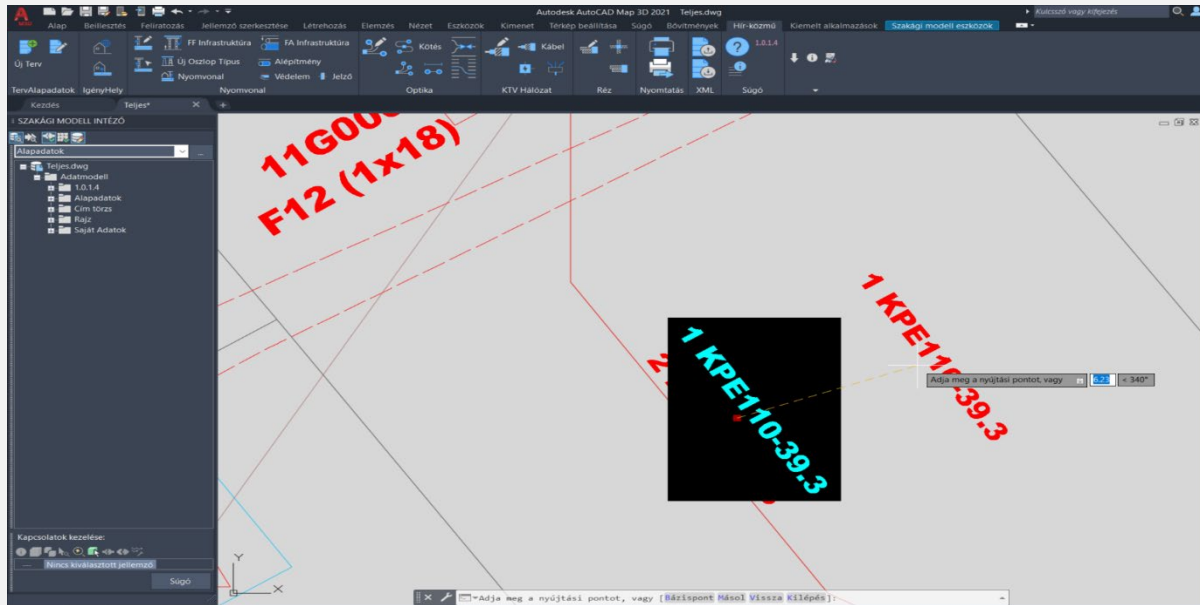 Autodesk AutoCAD Map 3D 2021 Teljes.dwg
Kulcsszó vagy kifejezés
Alap Beillesztés Feliratozás Jellemző szerkesztése Létrehozás Elemzés Nézet Eszközök Kimenet Térkép beállítása Súgó Bővítmények Hír-közmű Kiemelt alkalmazások Szakági modell eszközök
FF Infrastruktúra FA Infrastruktúra Kötés Kábel 1.0.1.4
Új Terv Új Oszlop Típus Alépítmény
Nyomvonal Védelem Jelző
TervAlapadatok IgényHely Nyomvonal Optika KTV Hálózat Réz Nyomtatás XML Súgó
Kezdés Teljes*
SZAKÁGI MODELL INTÉZŐ
Alapadatok
Teljes.dwg
Adatmodell
1.0.1.4
Alapadatok
Cím törzs
Rajz
Saját Adatok
F12 (1x18)
1 KPE110-39.3
1 KPE110-39.3
Adja meg a nyújtási pontot, vagy 6.23 < 340°
Kapcsolatok kezelése:
Nincs kiválasztott jellemző
Súgó
Y
X
Adja meg a nyújtási pontot, vagy [Bázispont Másol Vissza Kilépés]: